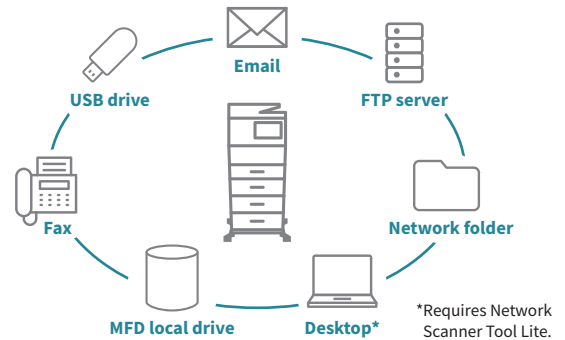 Email
USB drive
FTP server
Fax
Network folder
MFD local drive
Desktop*
*Requires Network
Scanner Tool Lite.